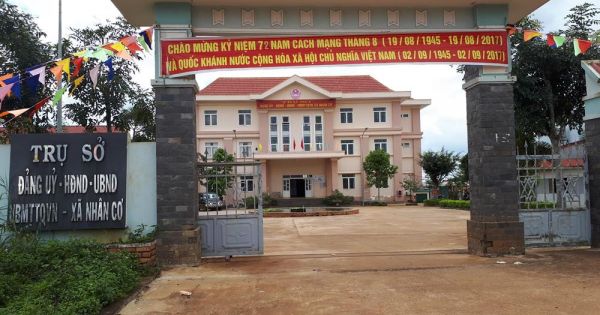 CHÀO MỪNG KỶ NIỆM 72 NĂM CÁCH MẠNG THÁNG 8 ( 19 / 08 / 1945 - 19 / 08 / 2017)
VÀ QUỐC KHÁNH NƯỚC CỘNG HÒA XÃ HỘI CHỦ NGHĨA VIỆT NAM ( 02 / 09 / 1945 - 02 / 09 / 2017)
TRỤ SỞ
ĐẢNG UỶ - HĐND - UBND
UBMTTQVN - XÃ NHÂN CƠ